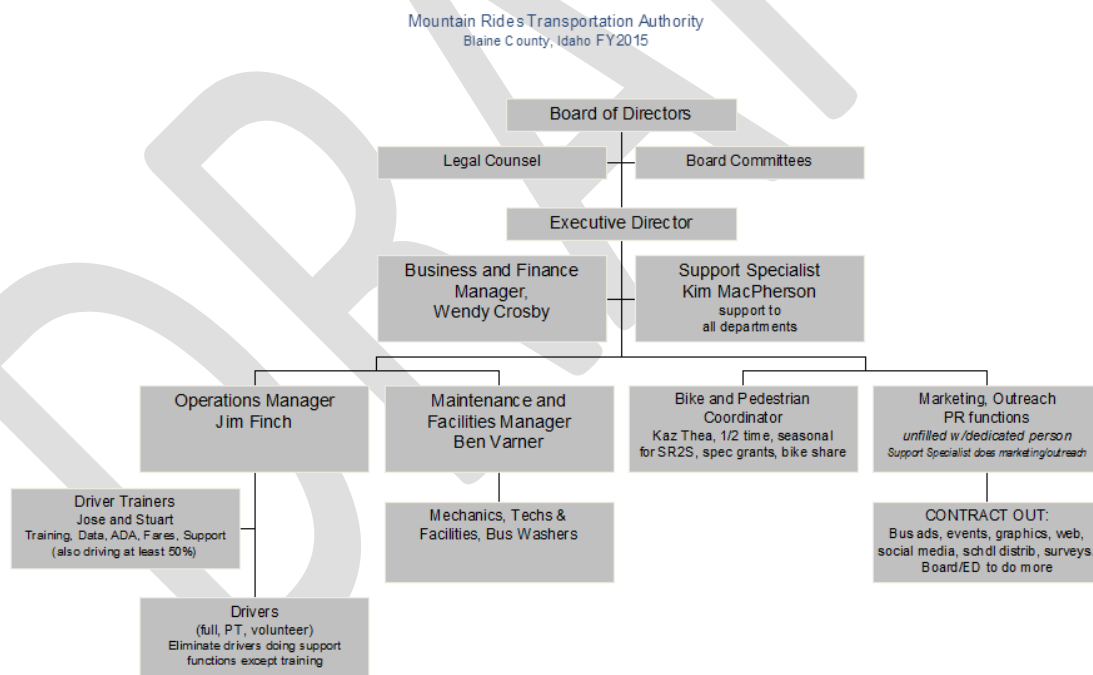 Mountain Rides Transportation Authority
Blaine County, Idaho FY2015
DRAF
Board of Directors
Legal Counsel
Board Committees
Executive Director
Business and Finance
Manager,
Wendy Crosby
Support Specialist
Kim MacPherson
support to
all departments
Operations Manager
Jim Finch
Maintenance and
Facilities Manager
Ben Varner
Bike and Pedestrian
Coordinator
Kaz Thea, 1/2 time, seasonal
for SR2S, spec grants, bike share
Marketing, Outreach
PR functions
unfilled w/dedicated person
Support Specialist does marketing/outreach
Driver Trainers
Jose and Stuart
Training, Data, ADA, Fares, Support
(also driving at least 50%)
Mechanics, Techs &
Facilities, Bus Washers
CONTRACT OUT:
Bus ads, events, graphics, web,
social media, schdl distrib, surveys
Board/ED to do more
Drivers
(full, PT, volunteer)
Eliminate drivers doing support
functions except training